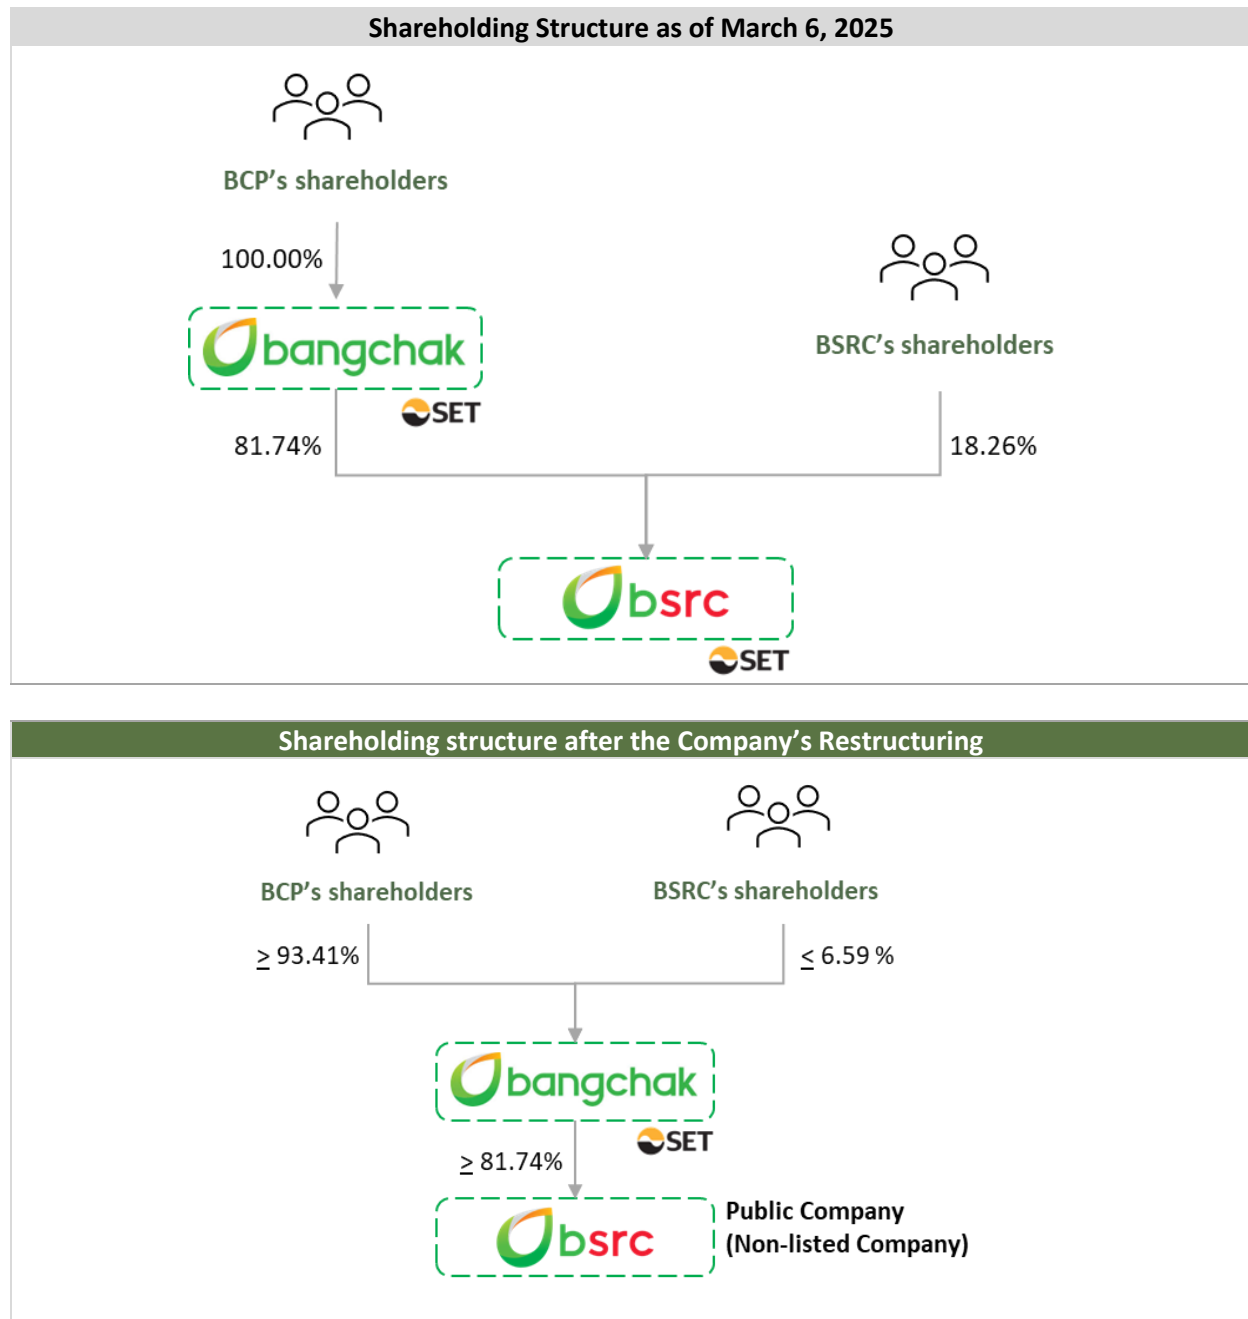 Shareholding Structure as of March 6, 2025
BCP's shareholders
100.00%
BSRC's shareholders
bangchak
SET
81.74%
18.26%
bsrc
SET
Shareholding structure after the Company's Restructuring
BCP's shareholders
BSRC's shareholders
≥ 93.41%
≤ 6.59 %
bangchak
SET
≥ 81.74%
bsrc
Public Company
(Non-listed Company)